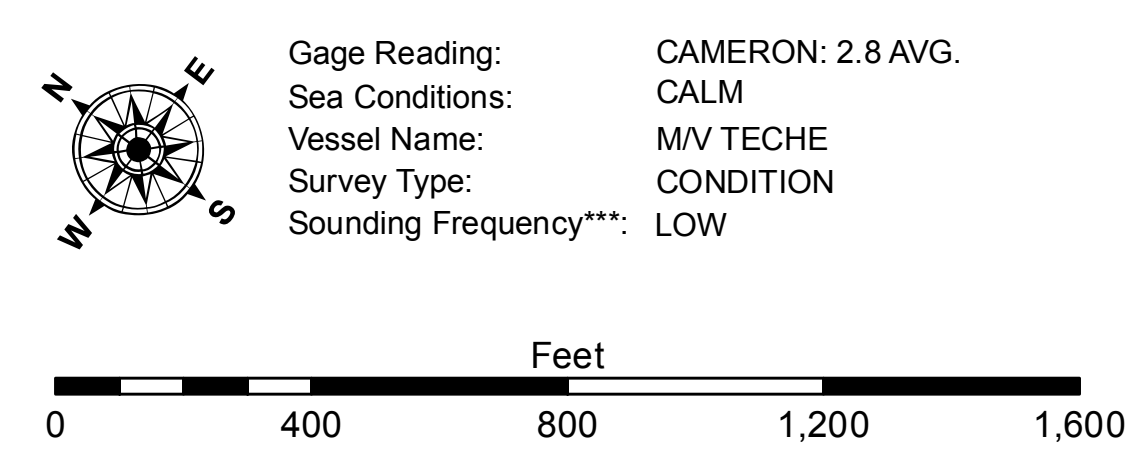 N E
W S
Gage Reading: CAMERON: 2.8 AVG.
Sea Conditions: CALM
Vessel Name: M/V TECHE
Survey Type: CONDITION
Sounding Frequency***: LOW
Feet
0 400 800 1,200 1,600